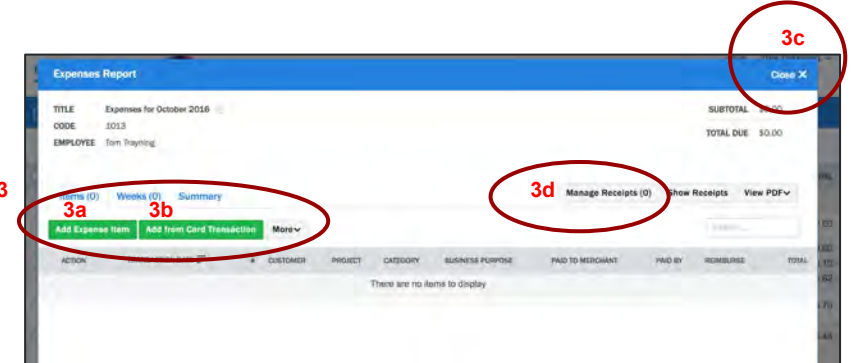 3c
Expenses Report
Close X
TITLE Expenses for October 2016
SUBTOTAL $0.00
CODE 1013
TOTAL DUE $0.00
EMPLOYEE Tom Trayning
3
3d
Items (0) Weeks (0) Summary
Manage Receipts (0) Show Receipts View PDF
3a 3b
Add Expense Item Add from Card Transaction More
Search...
ACTION CUSTOMER PROJECT CATEGORY BUSINESS PURPOSE PAID TO MERCHANT PAID BY REIMBURSE TOTAL
There are no items to display